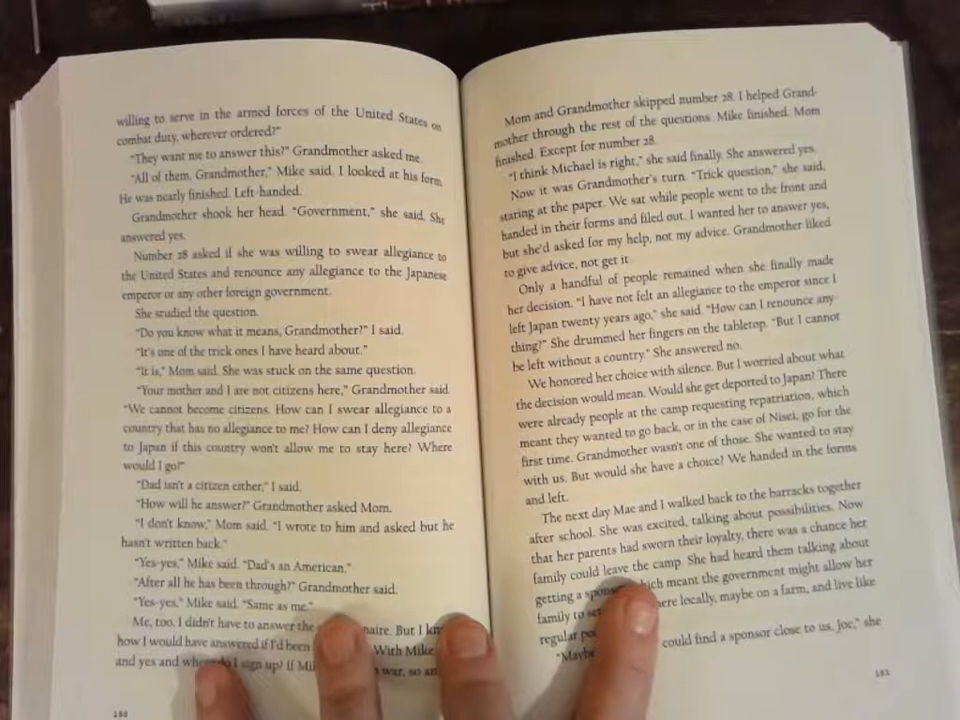 willing to serve in the armed forces of the United States on
combat duty, wherever ordered?"
"They want me to answer this?" Grandmother asked me.
"All of them, Grandmother," Mike said. I looked at his form.
He was nearly finished. Left-handed.
Grandmother shook her head. "Government," she said. She
answered yes.
Number 28 asked if she was willing to swear allegiance to
the United States and renounce any allegiance to the Japanese
emperor or any other foreign government.
She studied the question.
"Do you know what it means, Grandmother?" I said.
"It's one of the trick ones I have heard about."
"It is," Mom said. She was stuck on the same question.
"Your mother and I are not citizens here," Grandmother said.
"We cannot become citizens. How can I swear allegiance to a
country that has no allegiance to me? How can I deny allegiance
to Japan if this country won't allow me to stay here? Where
would I go?"
"Dad isn't a citizen either," I said.
"How will he answer?" Grandmother asked Mom.
"I don't know," Mom said. "I wrote to him and asked but he
hasn't written back."
"Yes-yes," Mike said. "Dad's an American."
"After all he has been through?" Grandmother said.
"Yes-yes," Mike said. "Same as me."
Me, too. I didn't have to answer the naire. But I
how I would have answered if I'd been With Mike
and yes and where do I sign up? If war, so
180
Mom and Grandmother skipped number 28. I helped Grand-
mother through the rest of the questions. Mike finished. Mom
finished. Except for number 28.
"I think Michael is right," she said finally. She answered yes.
Now it was Grandmother's turn. "Trick question," she said,
staring at the paper. We sat while people went to the front and
handed in their forms and filed out. I wanted her to answer yes,
but she'd asked for my help, not my advice. Grandmother liked
to give advice, not get it.
Only a handful of people remained when she finally made
her decision. "I have not felt an allegiance to the emperor since I
left Japan twenty years ago," she said. "How can I renounce any-
thing?" She drummed her fingers on the tabletop. "But I cannot
be left without a country." She answered no.
We honored her choice with silence. But I worried about what
the decision would mean. Would she get deported to Japan? There
were already people at the camp requesting repatriation, which
meant they wanted to go back, or in the case of Nisei, go for the
first time. Grandmother wasn't one of those. She wanted to stay
with us. But would she have a choice? We handed in the forms
and left.
The next day Mae and I walked back to the barracks together
after school. She was excited, talking about possibilities. Now
that her parents had sworn their loyalty, there was a chance her
family could leave the camp. She had heard them talking about
getting a which meant the government might allow her
family to here locally, maybe on a farm, and live like
regular
"Maybe could find a sponsor close to us, Joe," she
181